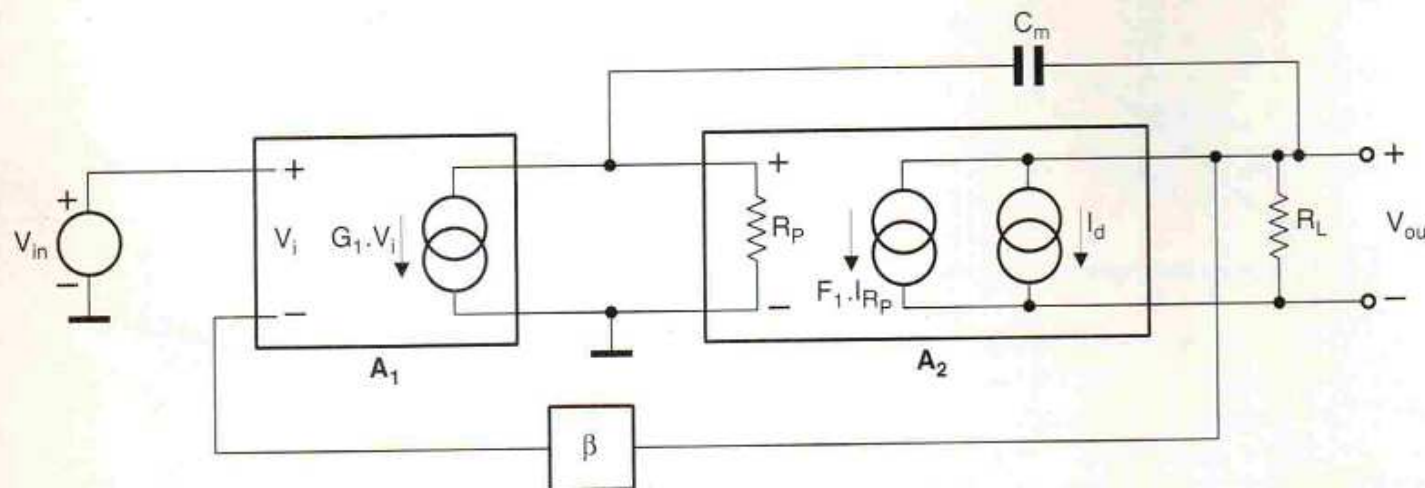 Cm
+
+
+
+
Vin
Vi
G1.Vi
RP
F1.IRP
Id
RL
Vou
−
−
−
−
A1
A2
β